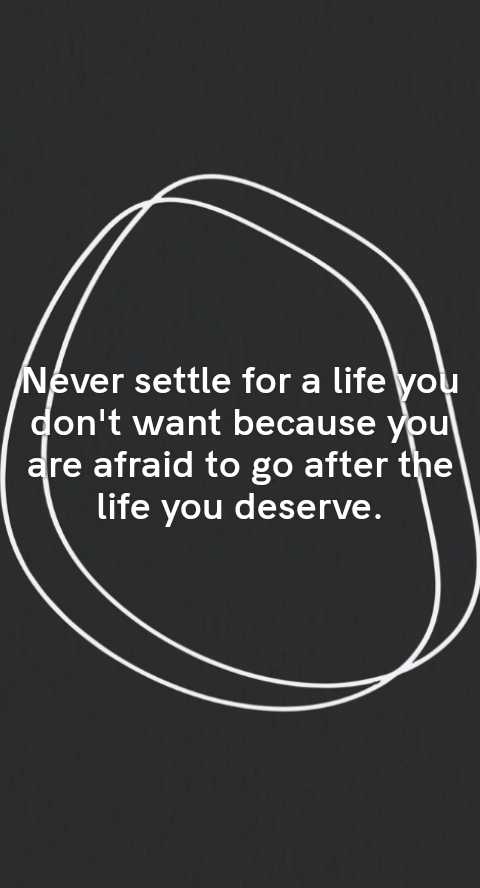 Never settle for a life you
don't want because you
are afraid to go after the
life you deserve.